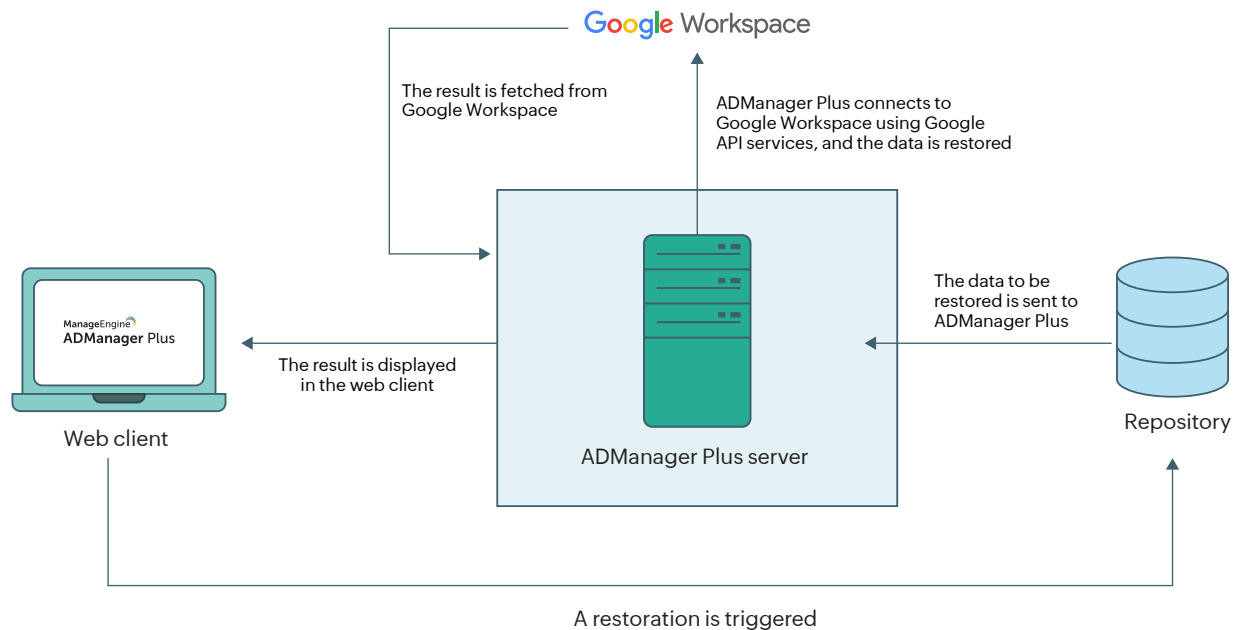 Google Workspace
The result is fetched from
Google Workspace
ADManager Plus connects to
Google Workspace using Google
API services, and the data is restored
The data to be
restored is sent to
ADManager Plus
ManageEngine
ADManager Plus
The result is displayed
in the web client
Web client
ADManager Plus server
Repository
A restoration is triggered